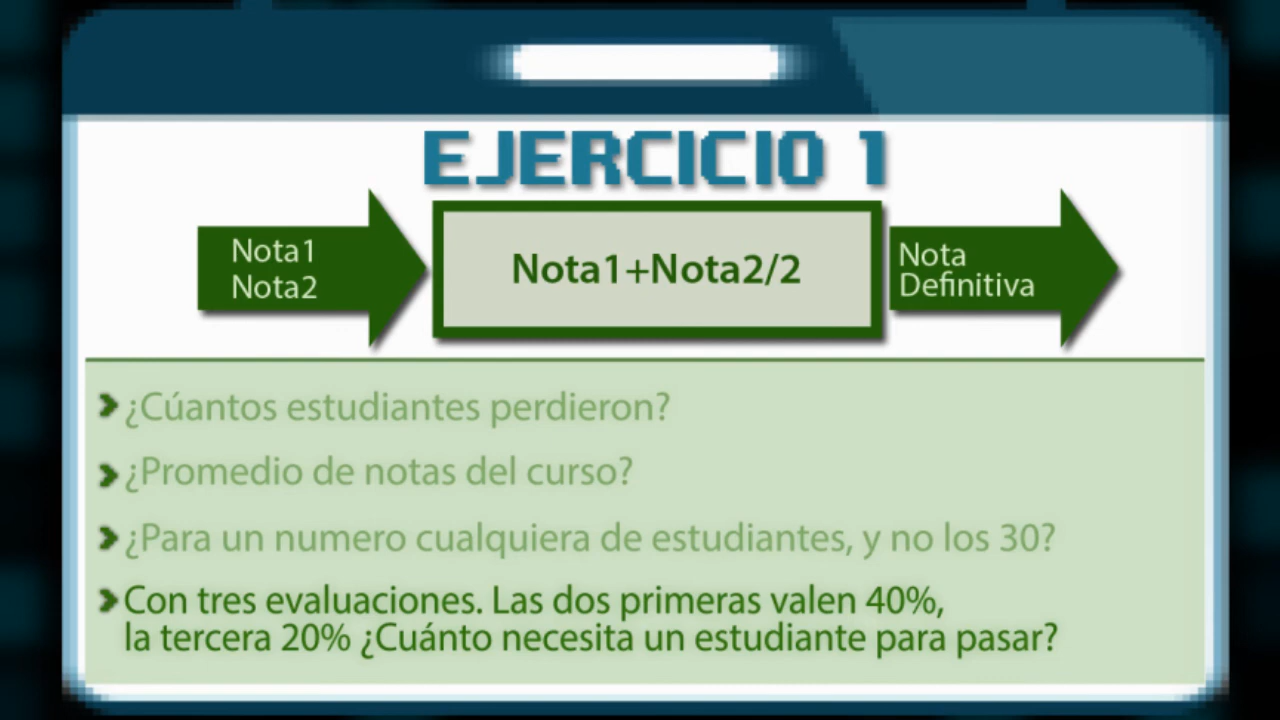 EJERCICIO 1
Nota1
Nota2
Nota1+Nota2/2
Nota
Definitiva
¿Cúantos estudiantes perdieron?
¿Promedio de notas del curso?
¿Para un numero cualquiera de estudiantes, y no los 30?
Con tres evaluaciones. Las dos primeras valen 40%,
la tercera 20% ¿Cuánto necesita un estudiante para pasar?